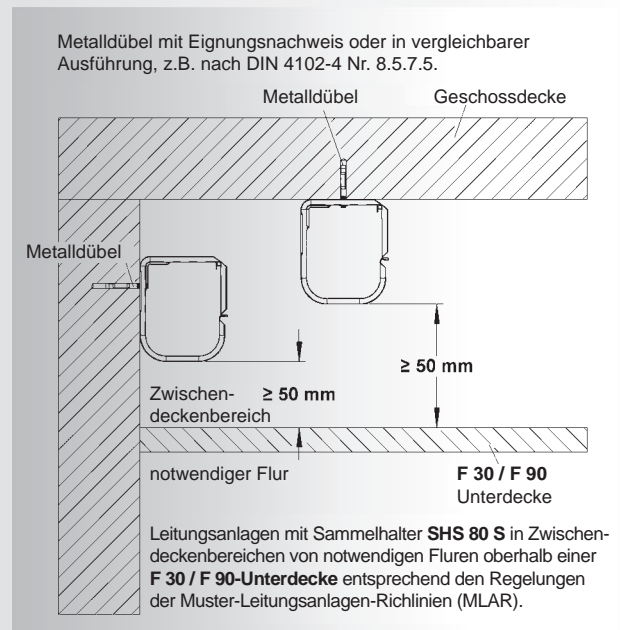 Metalldübel mit Eignungsnachweis oder in vergleichbarer
Ausführung, z.B. nach DIN 4102-4 Nr. 8.5.7.5.
Metalldübel
Geschossdecke
Metalldübel
≥ 50 mm
Zwischen-
deckenbereich
≥ 50 mm
notwendiger Flur
F 30 / F 90
Unterdecke
Leitungsanlagen mit Sammelhalter SHS 80 S in Zwischen-
deckenbereichen von notwendigen Fluren oberhalb einer
F 30 / F 90-Unterdecke entsprechend den Regelungen
der Muster-Leitungsanlagen-Richlinien (MLAR).